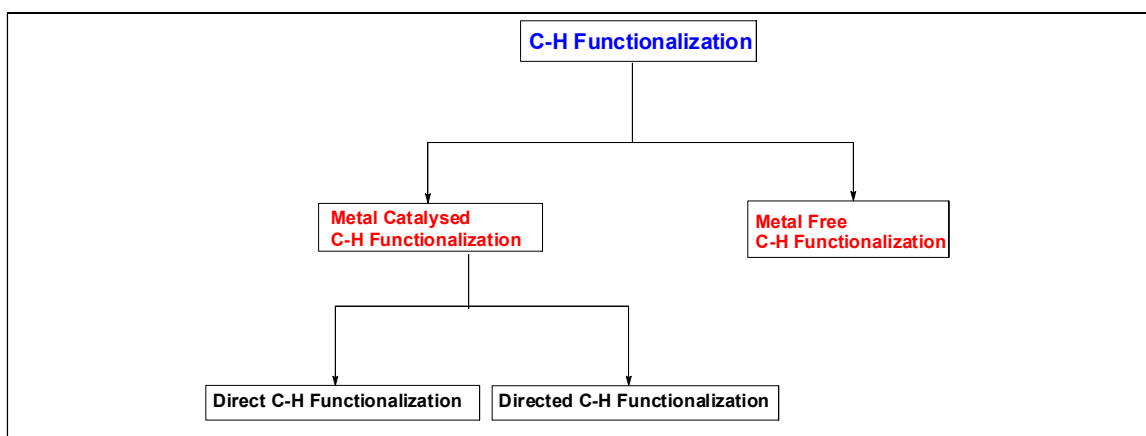 C-H Functionalization
Metal Catalysed
C-H Functionalization
Metal Free
C-H Functionalization
Direct C-H Functionalization
Directed C-H Functionalization